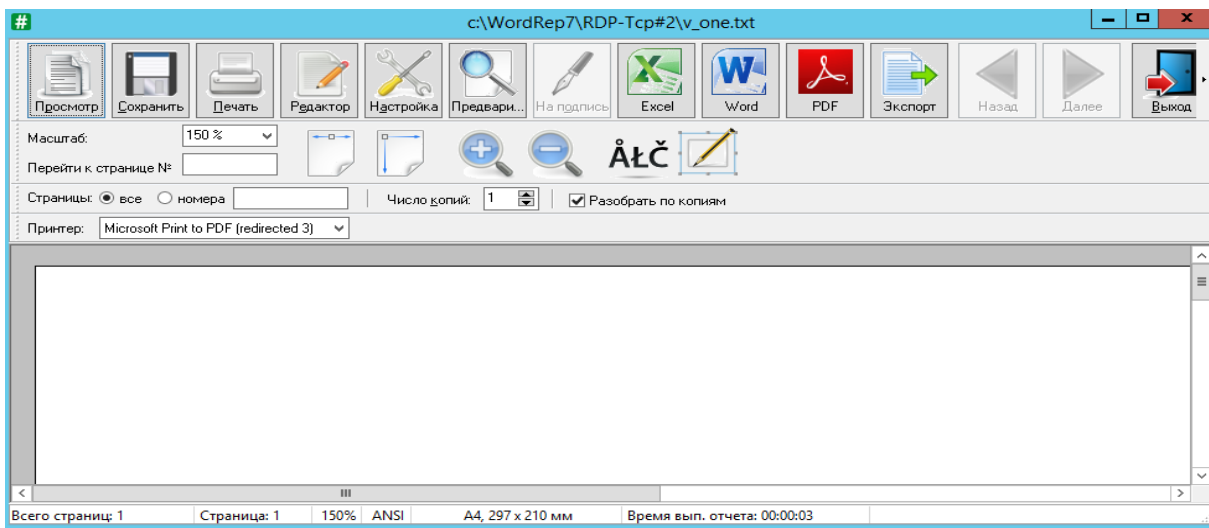 c:\WordRep7\RDP-Tcp#2\v_one.txt
Просмотр Сохранить Печать Редактор Настройка Предвари... На подпись Excel Word PDF Экспорт Назад Далее Выход
Масштаб: 150 %
ÅŁČ
Перейти к странице №
Страницы: все номера Число копий: 1 Разобрать по копиям
Принтер: Microsoft Print to PDF (redirected 3)
Всего страниц: 1 Страница: 1 150% ANSI A4, 297 x 210 мм Время вып. отчета: 00:00:03